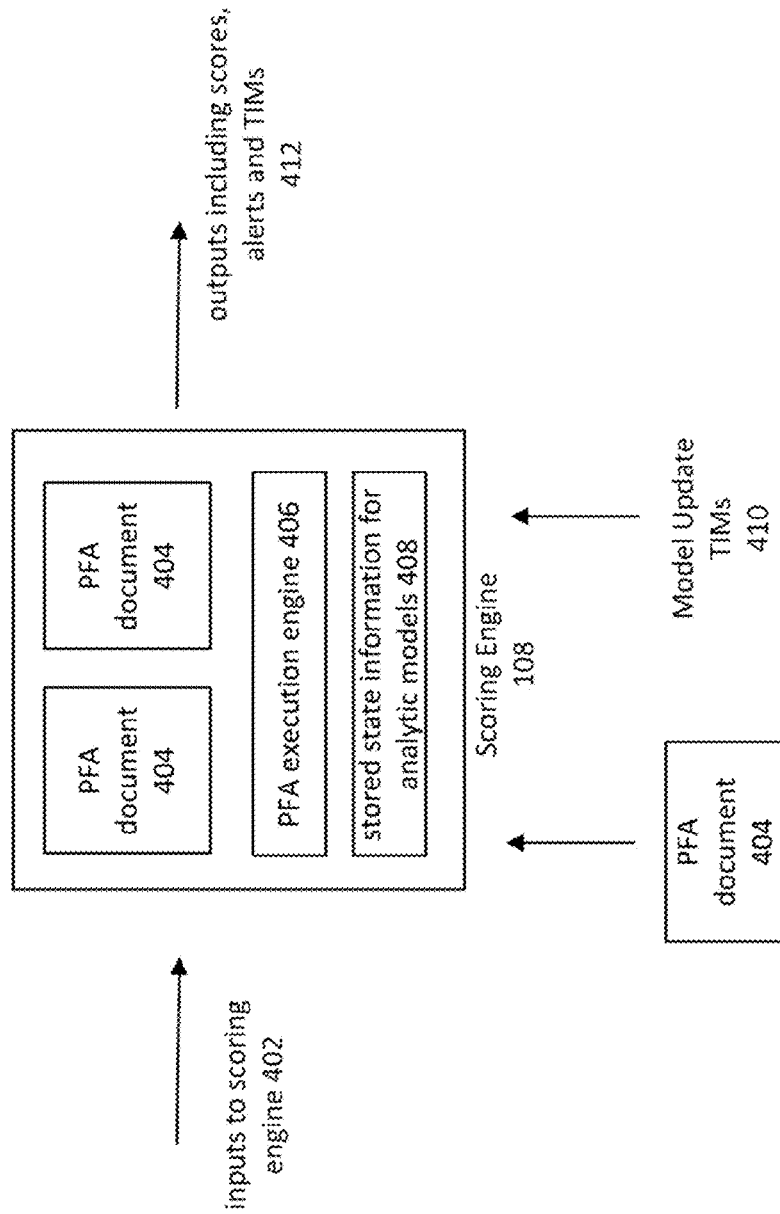 inputs to scoring
engine 402
PFA
document
404
PFA
document
404
PFA execution engine 406
stored state information for
analytic models 408
Scoring Engine
108
outputs including scores,
alerts and TIMs
412
PFA
document
404
Model Update
TIMs
410